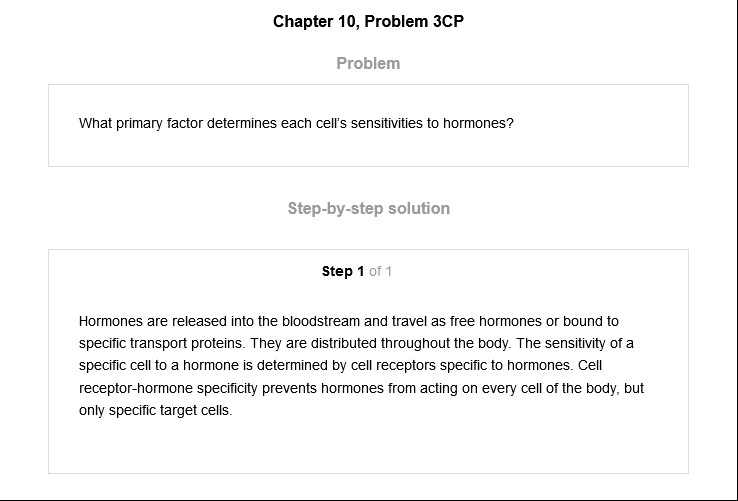 Chapter 10, Problem 3CP
Problem
What primary factor determines each cell's sensitivities to hormones?
Step-by-step solution
Step 1 of 1
Hormones are released into the bloodstream and travel as free hormones or bound to
specific transport proteins. They are distributed throughout the body. The sensitivity of a
specific cell to a hormone is determined by cell receptors specific to hormones. Cell
receptor-hormone specificity prevents hormones from acting on every cell of the body, but
only specific target cells.